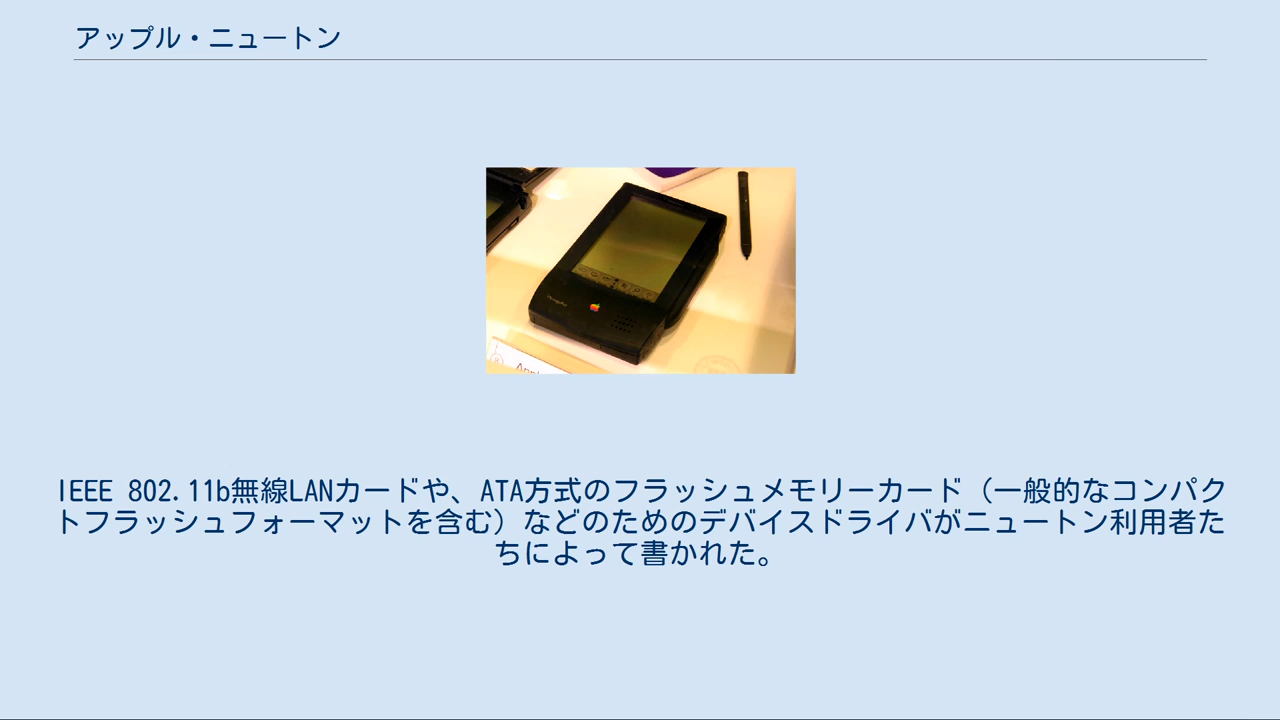 アップル・ニュートン
IEEE 802.11b無線LANカードや、ATA方式のフラッシュメモリーカード（一般的なコンパク
トフラッシュフォーマットを含む）などのためのデバイスドライバがニュートン利用者た
ちによって書かれた。